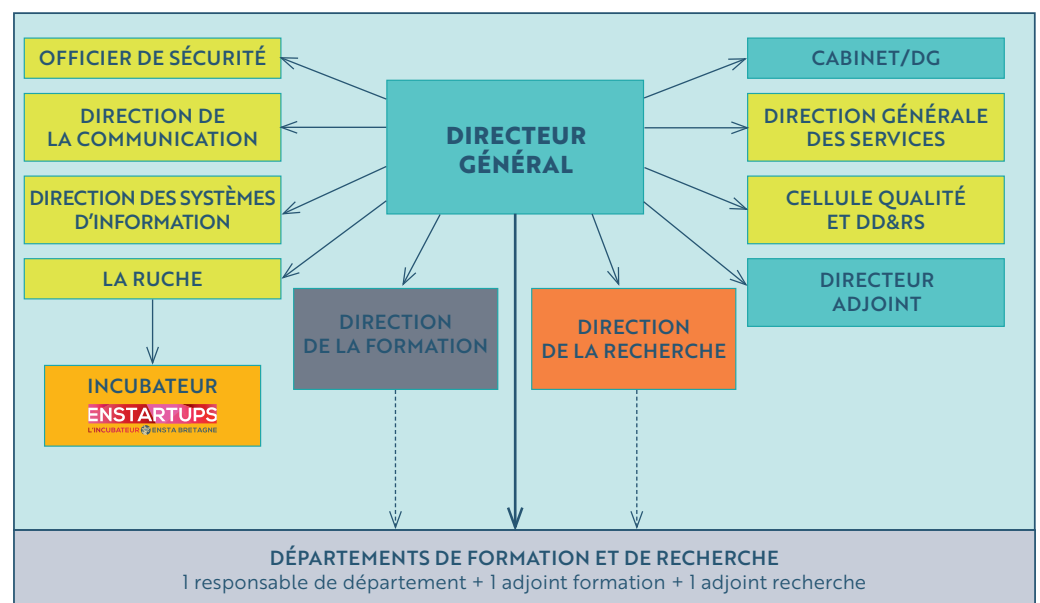 OFFICIER DE SÉCURITÉ
DIRECTION DE
LA COMMUNICATION
DIRECTION DES SYSTÈMES
D'INFORMATION
LA RUCHE
INCUBATEUR
ENSTARTUPS
L'INCUBATEUR ENSTA BRETAGNE
DIRECTEUR
GÉNÉRAL
DIRECTION
DE LA FORMATION
DIRECTION
DE LA RECHERCHE
CABINET/DG
DIRECTION GÉNÉRALE
DES SERVICES
CELLULE QUALITÉ
ET DD&RS
DIRECTEUR
ADJOINT
DÉPARTEMENTS DE FORMATION ET DE RECHERCHE
1 responsable de département + 1 adjoint formation + 1 adjoint recherche